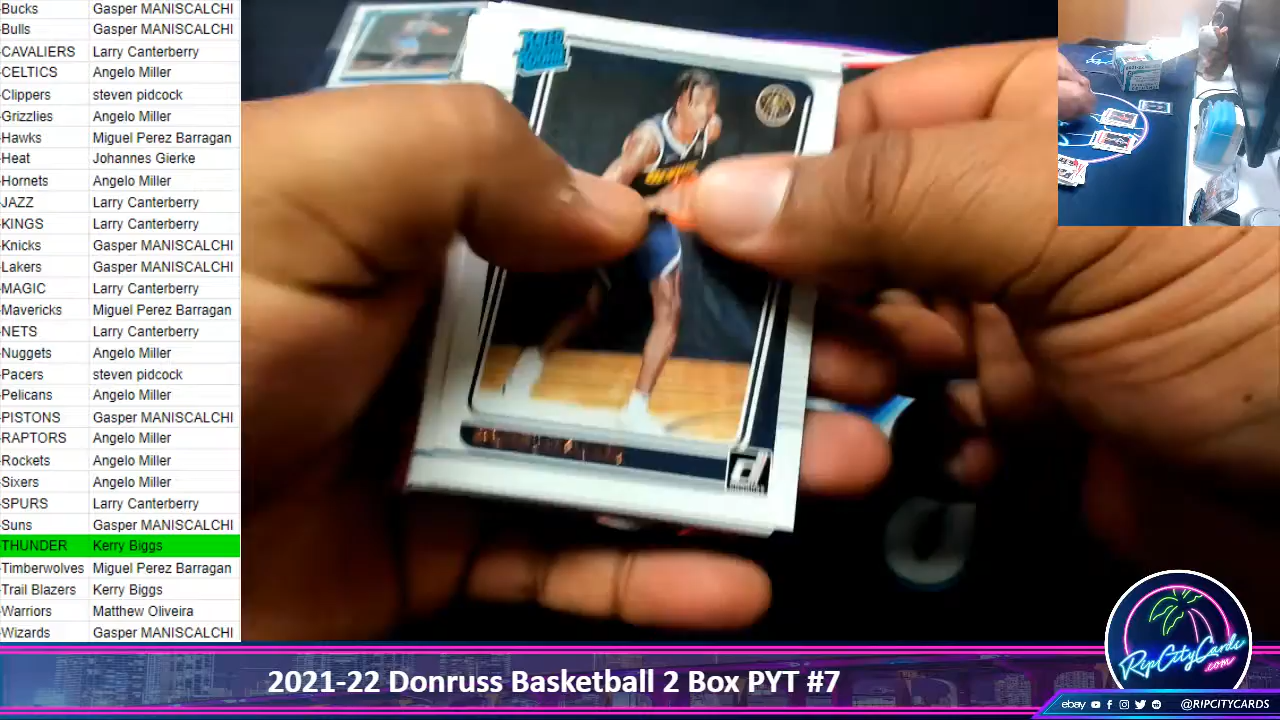 -Bucks Gasper MANISCALCHI
-Bulls Gasper MANISCALCHI
-CAVALIERS Larry Canterberry
-CELTICS Angelo Miller
-Clippers steven pidcock
-Grizzlies Angelo Miller
-Hawks Miguel Perez Barragan
-Heat Johannes Gierke
-Hornets Angelo Miller
-JAZZ Larry Canterberry
-KINGS Larry Canterberry
-Knicks Gasper MANISCALCHI
-Lakers Gasper MANISCALCHI
-MAGIC Larry Canterberry
-Mavericks Miguel Perez Barragan
-NETS Larry Canterberry
-Nuggets Angelo Miller
-Pacers steven pidcock
-Pelicans Angelo Miller
-PISTONS Gasper MANISCALCHI
-RAPTORS Angelo Miller
-Rockets Angelo Miller
-Sixers Angelo Miller
-SPURS Larry Canterberry
-Suns Gasper MANISCALCHI
-THUNDER Kerry Biggs
-Timberwolves Miguel Perez Barragan
-Trail Blazers Kerry Biggs
-Warriors Matthew Oliveira
-Wizards Gasper MANISCALCHI
RipCityCards
.com
2021-22 Donruss Basketball 2 Box PYT #7
ebay @RIPCITYCARDS